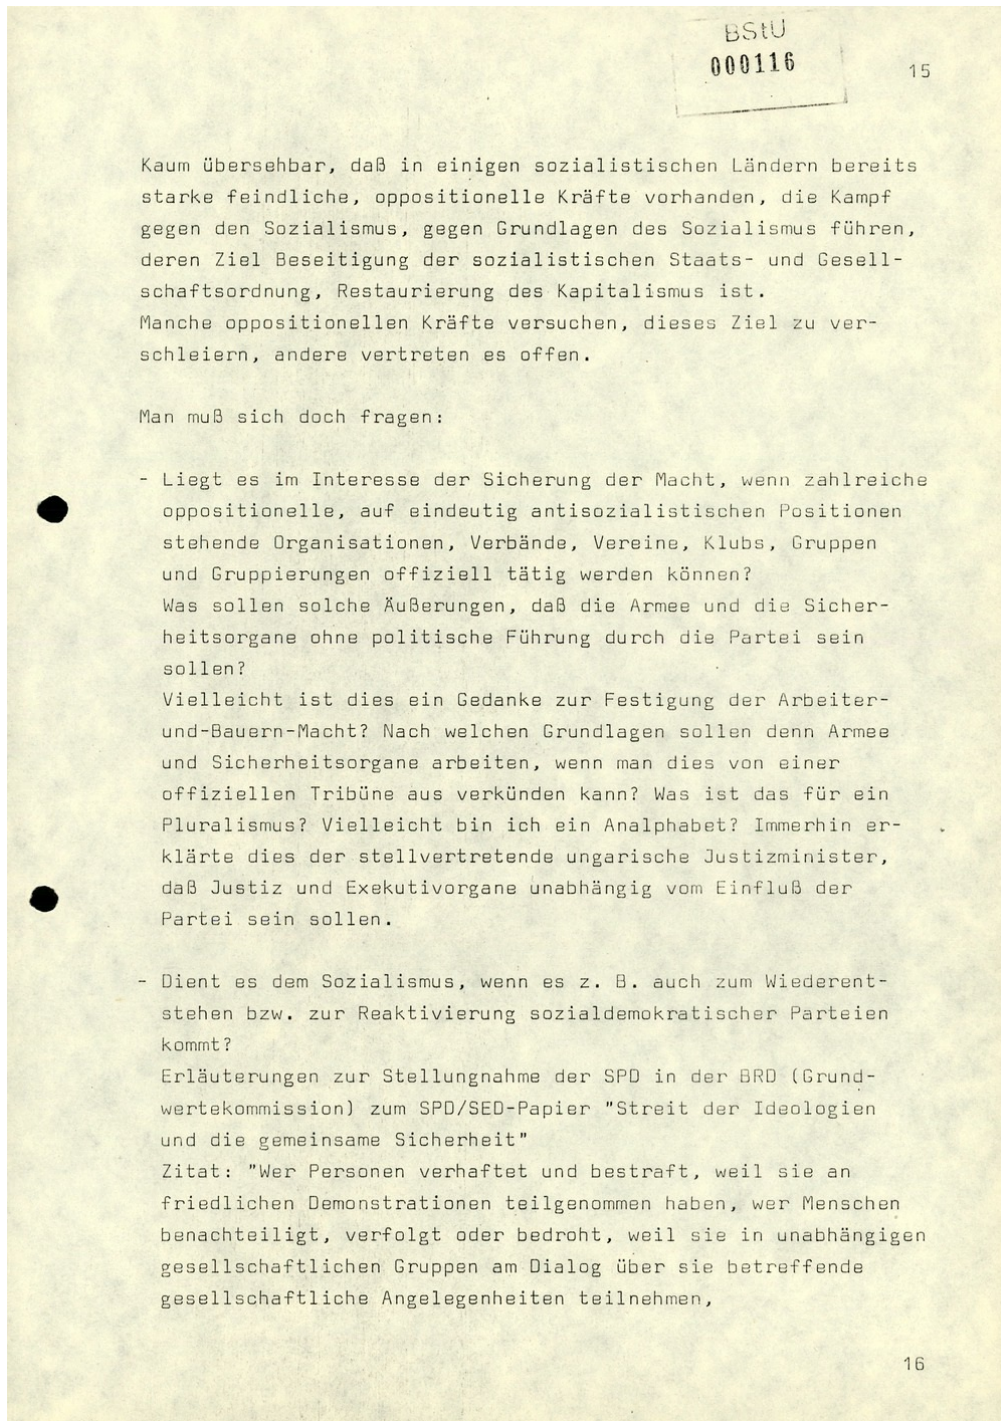 BStU
000116
15
Kaum übersehbar, daß in einigen sozialistischen Ländern bereits
starke feindliche, oppositionelle Kräfte vorhanden, die Kampf
gegen den Sozialismus, gegen Grundlagen des Sozialismus führen,
deren Ziel Beseitigung der sozialistischen Staats- und Gesell-
schaftsordnung, Restaurierung des Kapitalismus ist.
Manche oppositionellen Kräfte versuchen, dieses Ziel zu ver-
schleiern, andere vertreten es offen.
Man muß sich doch fragen:
- Liegt es im Interesse der Sicherung der Macht, wenn zahlreiche
oppositionelle, auf eindeutig antisozialistischen Positionen
stehende Organisationen, Verbände, Vereine, Klubs, Gruppen
und Gruppierungen offiziell tätig werden können?
Was sollen solche Äußerungen, daß die Armee und die Sicher-
heitsorgane ohne politische Führung durch die Partei sein
sollen?
Vielleicht ist dies ein Gedanke zur Festigung der Arbeiter-
und-Bauern-Macht? Nach welchen Grundlagen sollen denn Armee
und Sicherheitsorgane arbeiten, wenn man dies von einer
offiziellen Tribüne aus verkünden kann? Was ist das für ein
Pluralismus? Vielleicht bin ich ein Analphabet? Immerhin er-
klärte dies der stellvertretende ungarische Justizminister,
daß Justiz und Exekutivorgane unabhängig vom Einfluß der
Partei sein sollen.
- Dient es dem Sozialismus, wenn es z. B. auch zum Wiederent-
stehen bzw. zur Reaktivierung sozialdemokratischer Parteien
kommt?
Erläuterungen zur Stellungnahme der SPD in der BRD (Grund-
wertekommission) zum SPD/SED-Papier "Streit der Ideologien
und die gemeinsame Sicherheit"
Zitat: "Wer Personen verhaftet und bestraft, weil sie an
friedlichen Demonstrationen teilgenommen haben, wer Menschen
benachteiligt, verfolgt oder bedroht, weil sie in unabhängigen
gesellschaftlichen Gruppen am Dialog über sie betreffende
gesellschaftliche Angelegenheiten teilnehmen,
16